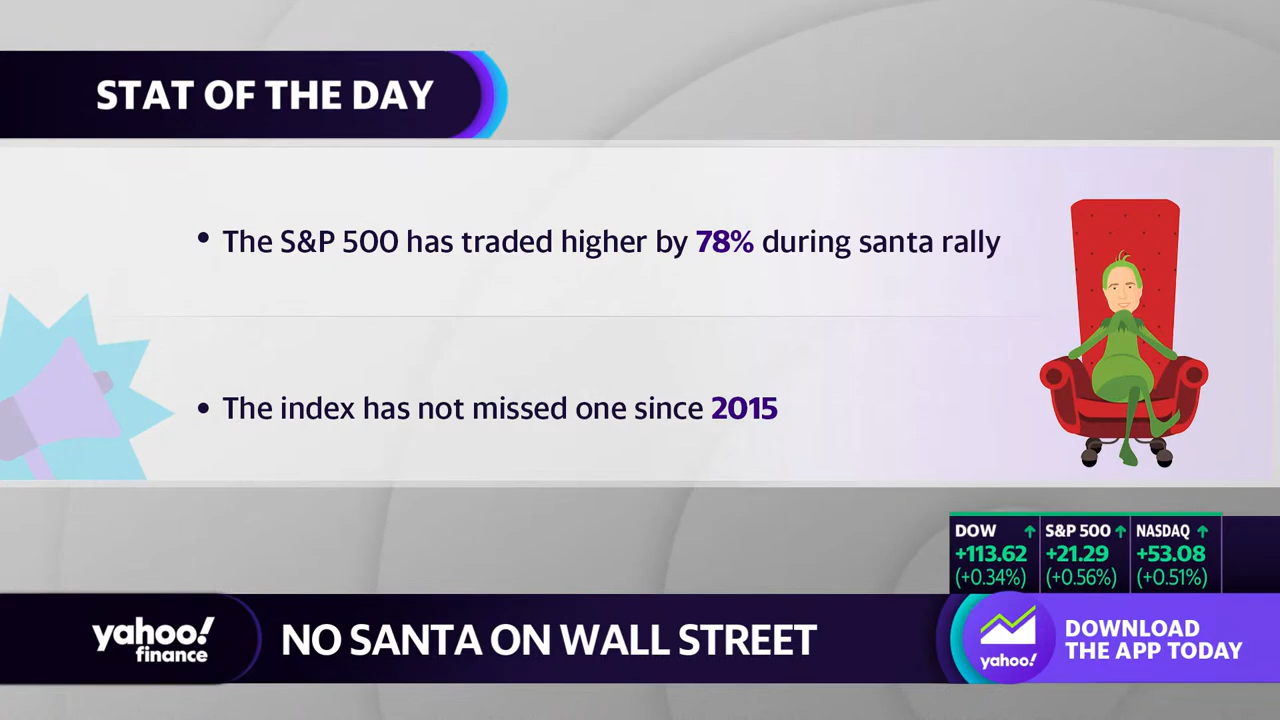 STAT OF THE DAY
• The S&P 500 has traded higher by 78% during santa rally
• The index has not missed one since 2015
DOW
+113.62
(+0.34%)
S&P 500
+21.29
(+0.56%)
NASDAQ
+53.08
(+0.51%)
yahoo!
finance
NO SANTA ON WALL STREET
yahoo!
DOWNLOAD
THE APP TODAY